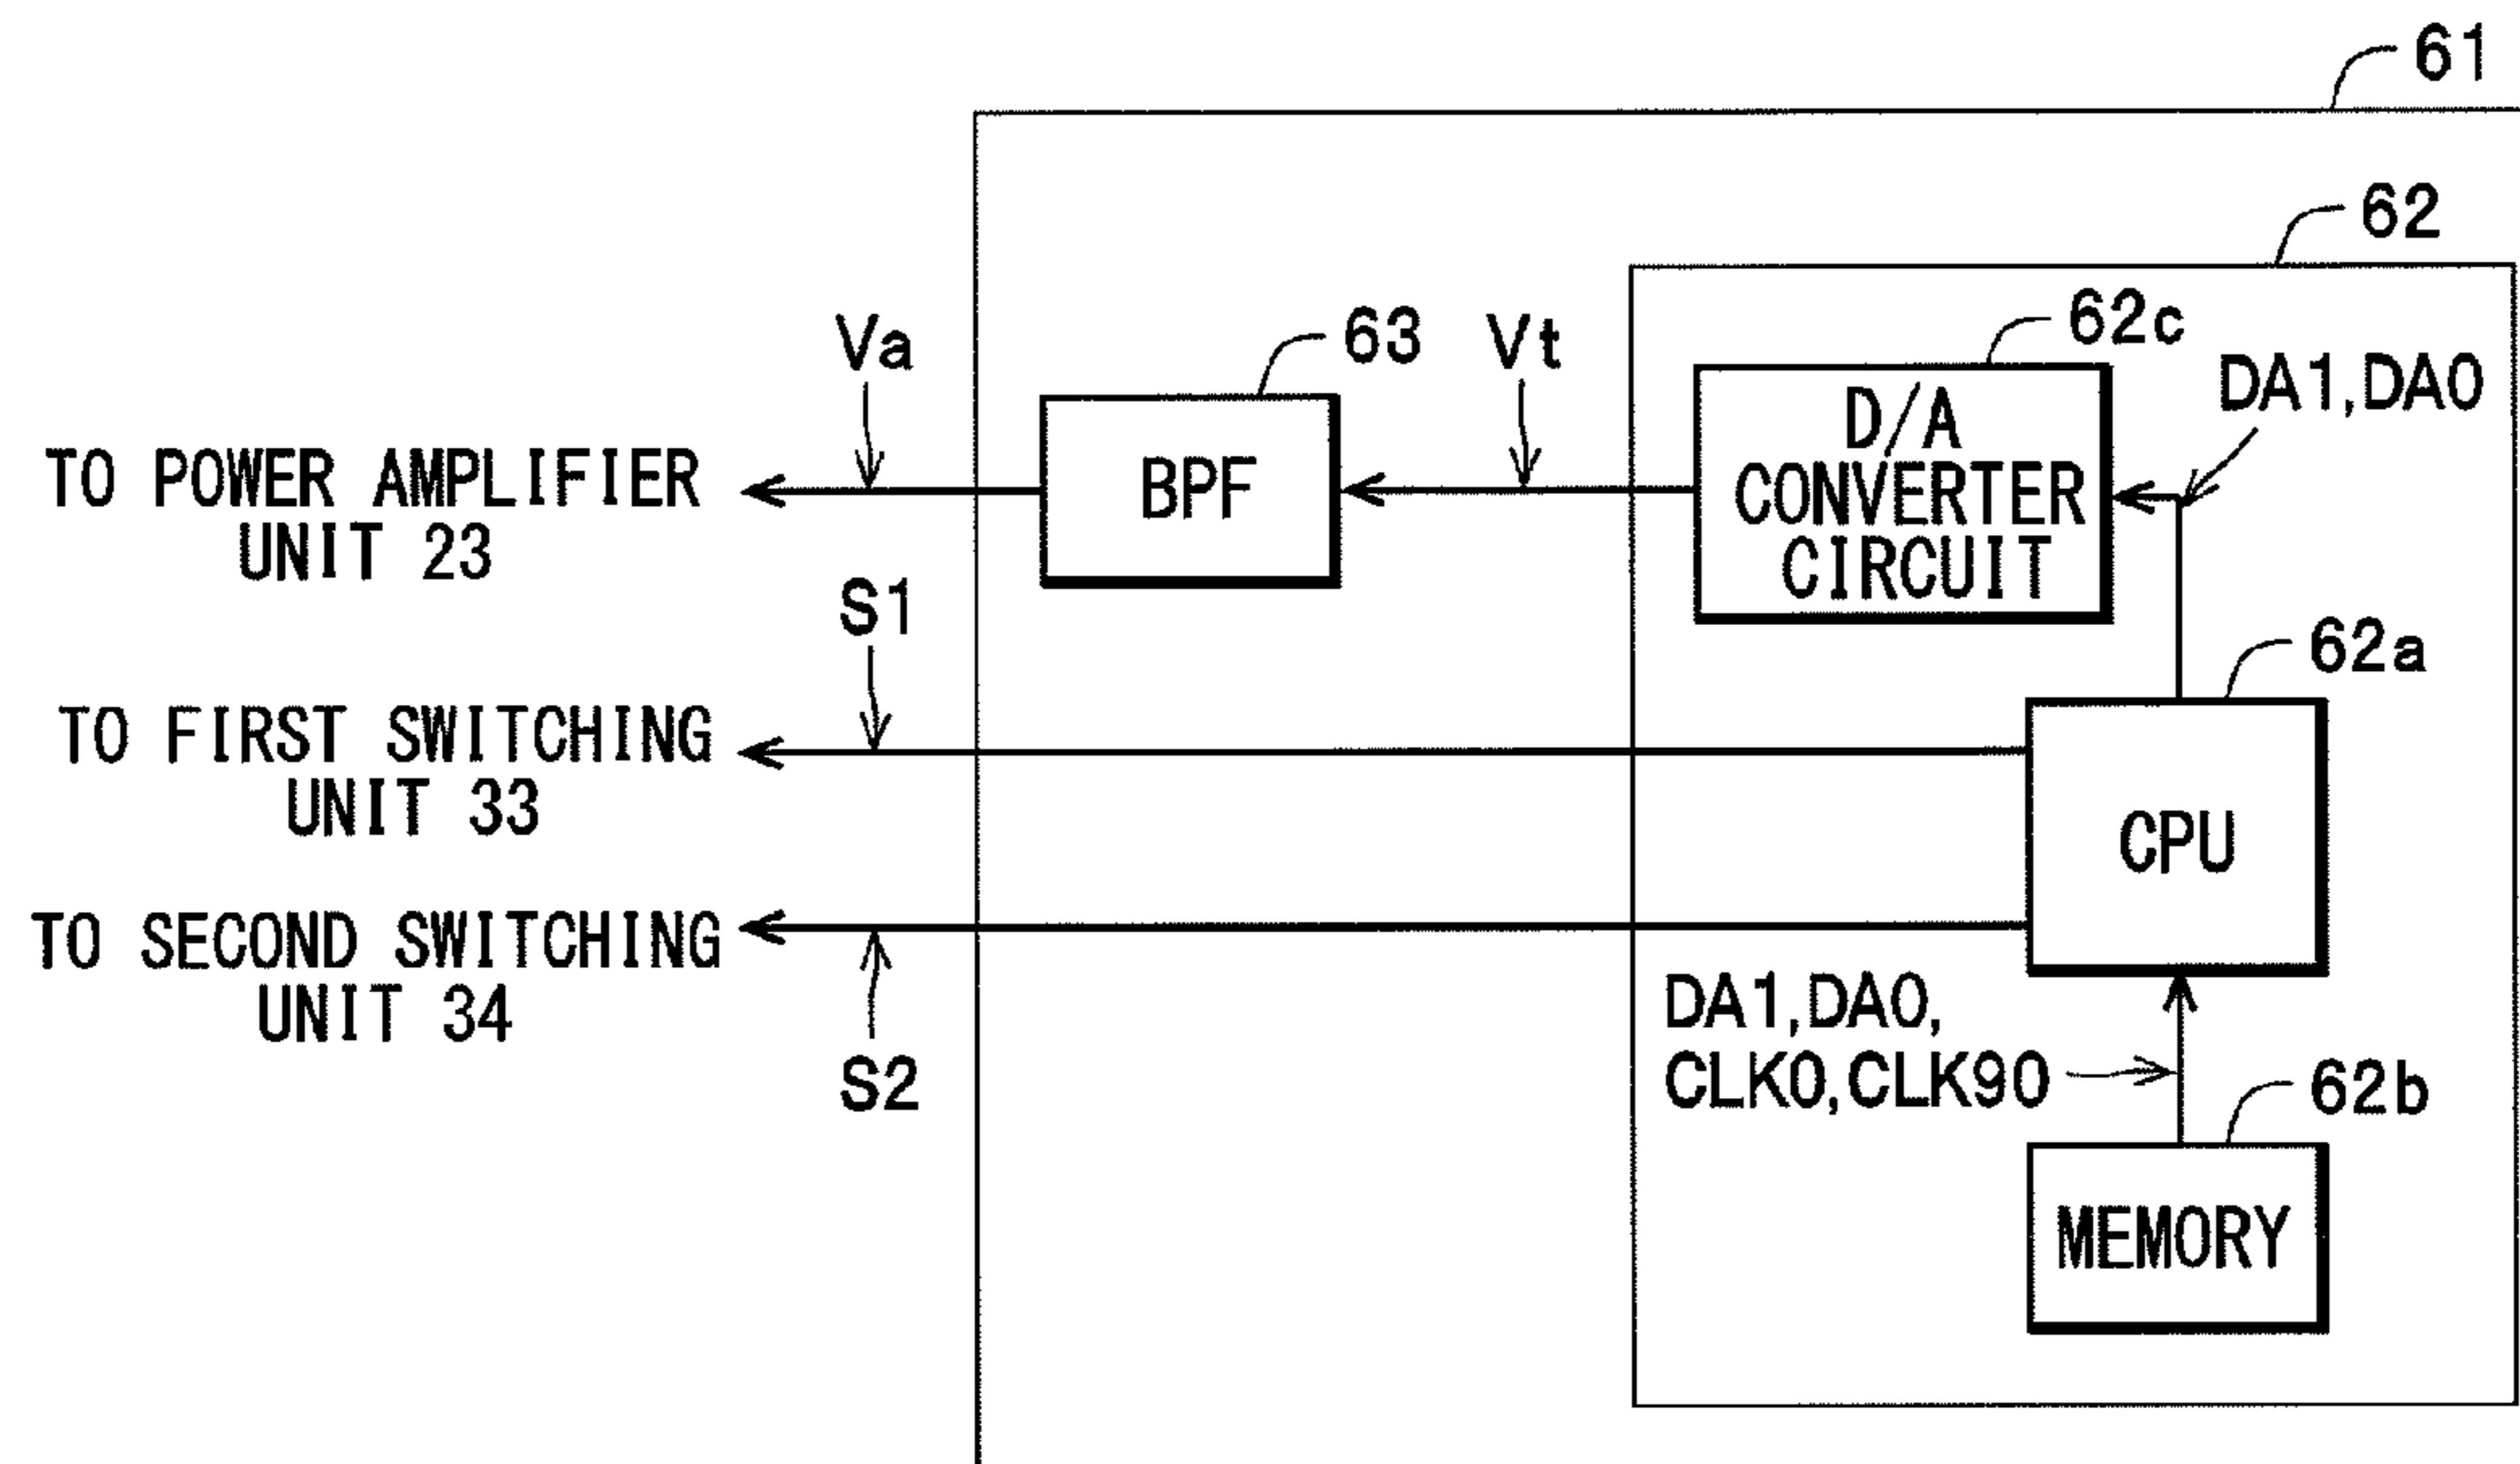 61
62
62c
63
Va
Vt
DA1,DA0
D/A
CONVERTER
CIRCUIT
BPF
TO POWER AMPLIFIER
UNIT 23
S1
62a
TO FIRST SWITCHING
UNIT 33
CPU
TO SECOND SWITCHING
UNIT 34
S2
DA1,DA0,
CLK0,CLK90
62b
MEMORY